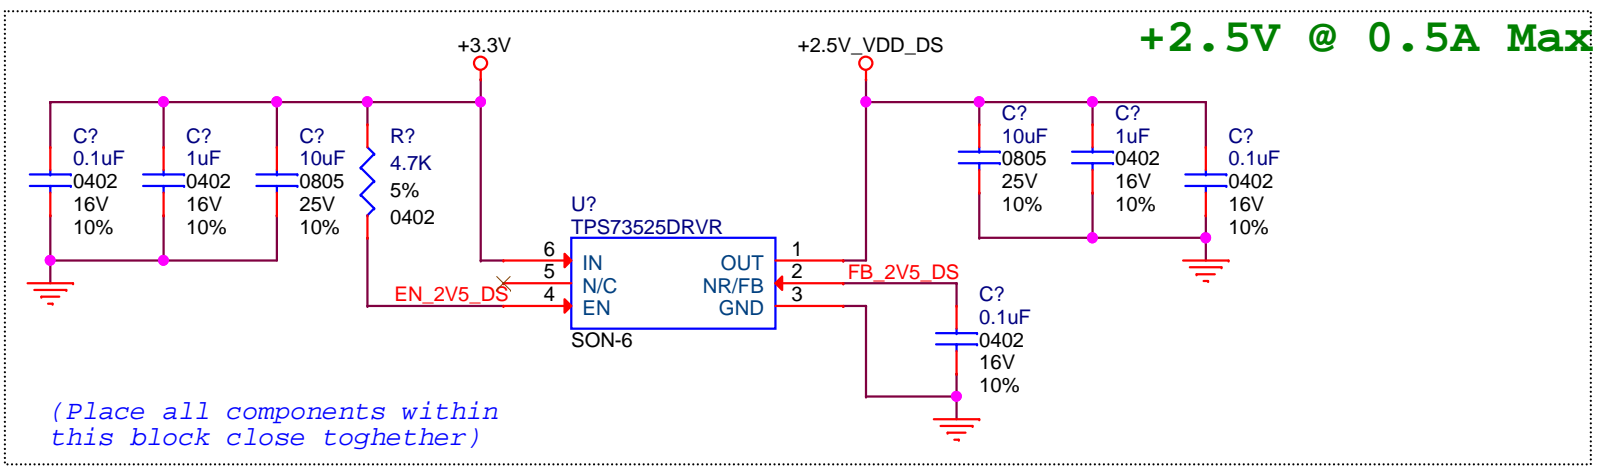 +2.5V @ 0.5A Max
+3.3V
+2.5V_VDD_DS
C?
0.1uF
0402
16V
10%
C?
1uF
0402
16V
10%
C?
10uF
0805
25V
10%
R?
4.7K
5%
0402
U?
TPS73525DRVR
6
IN
5
N/C
EN_2V5_DS
4
EN
OUT
1
NR/FB
2
FB_2V5_DS
GND
3
SON-6
C?
10uF
0805
25V
10%
C?
1uF
0402
16V
10%
C?
0.1uF
0402
16V
10%
C?
0.1uF
0402
16V
10%
(Place all components within
this block close toghether)